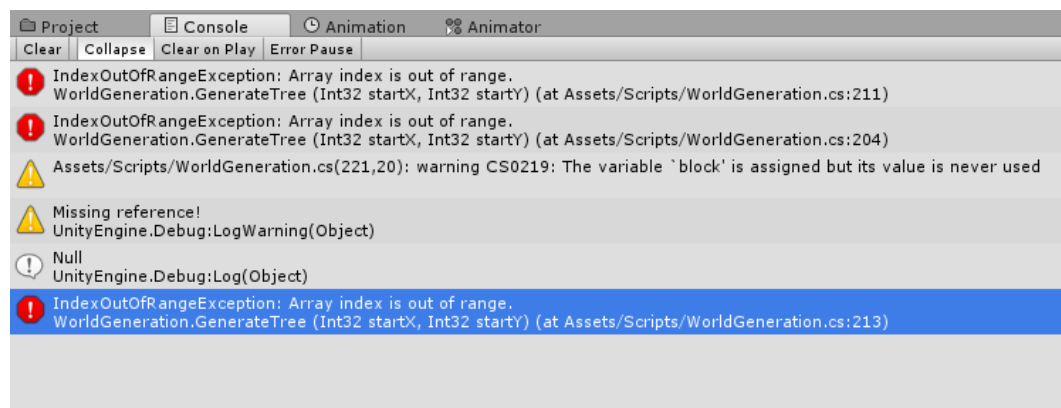 Project Console Animation Animator
Clear Collapse Clear on Play Error Pause
IndexOutOfRangeException: Array index is out of range.
WorldGeneration.GenerateTree (Int32 startX, Int32 startY) (at Assets/Scripts/WorldGeneration.cs:211)
IndexOutOfRangeException: Array index is out of range.
WorldGeneration.GenerateTree (Int32 startX, Int32 startY) (at Assets/Scripts/WorldGeneration.cs:204)
Assets/Scripts/WorldGeneration.cs(221,20): warning CS0219: The variable `block' is assigned but its value is never used
Missing reference!
UnityEngine.Debug:LogWarning(Object)
Null
UnityEngine.Debug:Log(Object)
IndexOutOfRangeException: Array index is out of range.
WorldGeneration.GenerateTree (Int32 startX, Int32 startY) (at Assets/Scripts/WorldGeneration.cs:213)